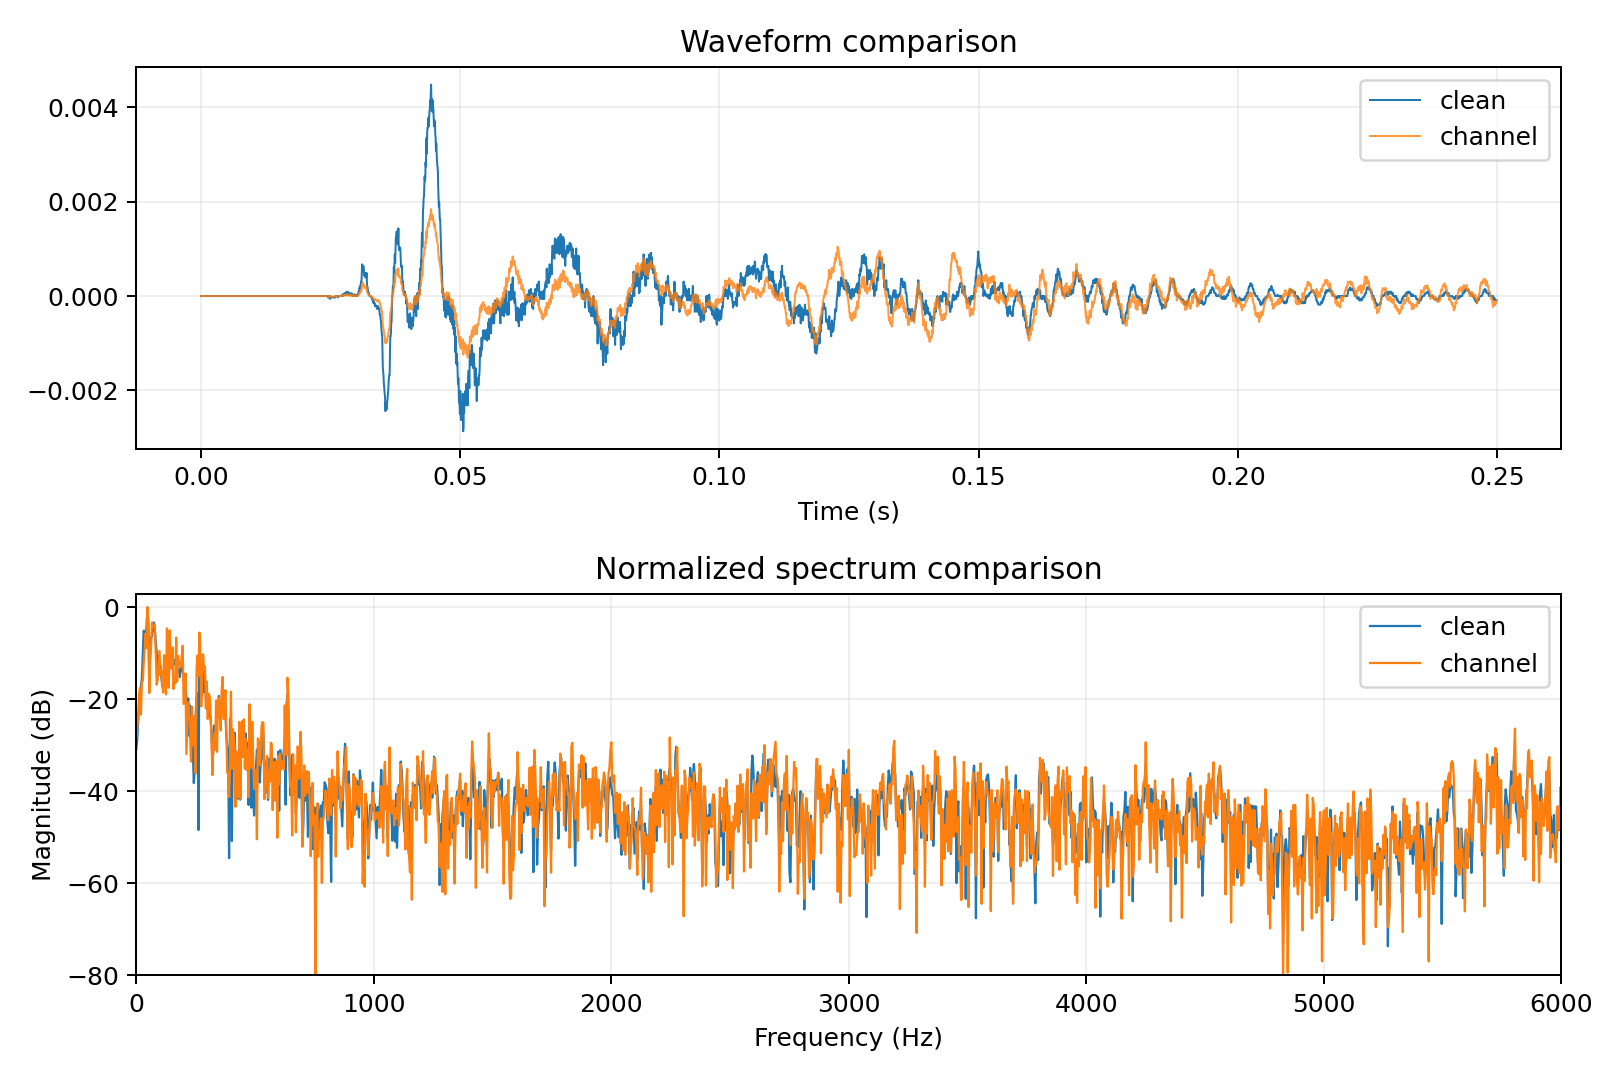 Waveform comparison
clean
channel
0.004
0.002
0.000
−0.002
0.00 0.05 0.10 0.15 0.20 0.25
Time (s)
Normalized spectrum comparison
clean
channel
Magnitude (dB)
0
−20
−40
−60
−80
0 1000 2000 3000 4000 5000 6000
Frequency (Hz)